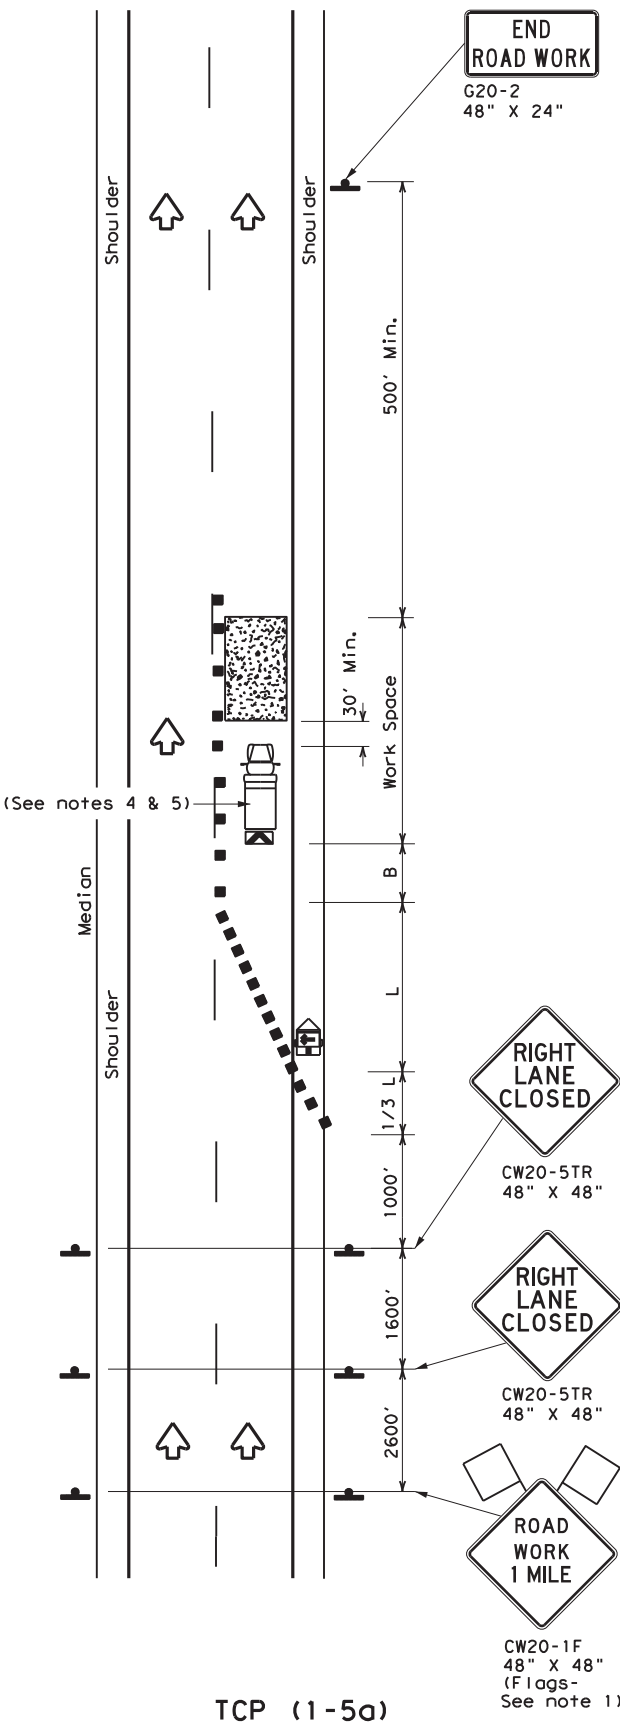 END
ROAD WORK
G20-2
48" X 24"
Shoulder
Shoulder
500' Min.
30' Min.
Work Space
(See notes 4 & 5)
B
Median
L
Shoulder
RIGHT
LANE
CLOSED
1/3 L
CW20-5TR
48" X 48"
1000'
RIGHT
LANE
CLOSED
1600'
CW20-5TR
48" X 48"
2600'
ROAD
WORK
1 MILE
CW20-1F
48" X 48"
(Flags-
See note 1)
TCP (1-5a)